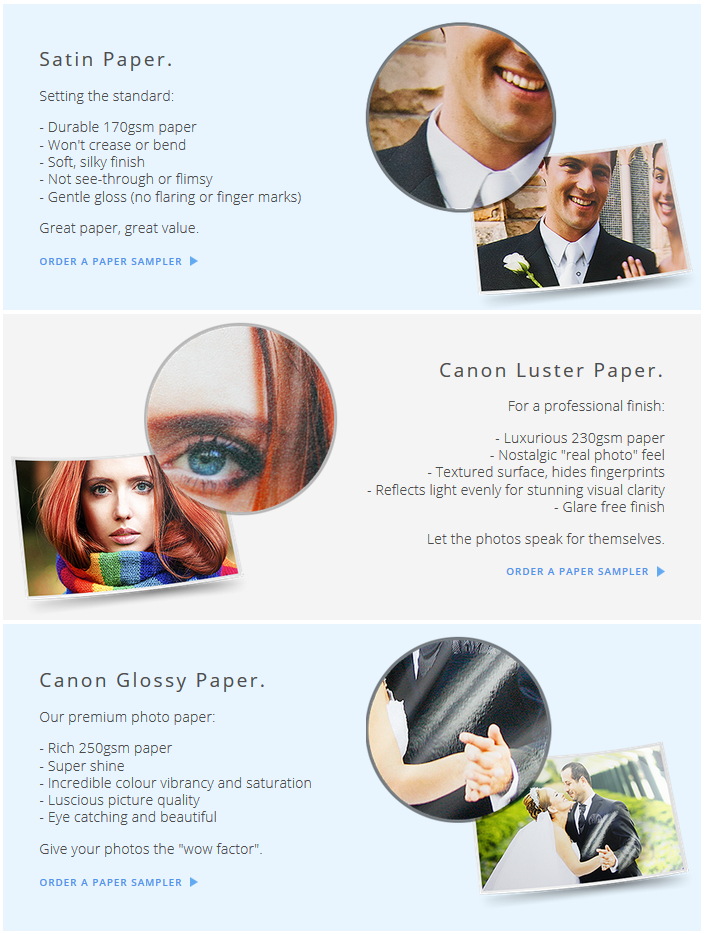 Satin Paper.
Setting the standard:
- Durable 170gsm paper
- Won't crease or bend
- Soft, silky finish
- Not see-through or flimsy
- Gentle gloss (no flaring or finger marks)
Great paper, great value.
ORDER A PAPER SAMPLER
Canon Luster Paper.
For a professional finish:
- Luxurious 230gsm paper
- Nostalgic "real photo" feel
- Textured surface, hides fingerprints
- Reflects light evenly for stunning visual clarity
- Glare free finish
Let the photos speak for themselves.
ORDER A PAPER SAMPLER
Canon Glossy Paper.
Our premium photo paper:
- Rich 250gsm paper
- Super shine
- Incredible colour vibrancy and saturation
- Luscious picture quality
- Eye catching and beautiful
Give your photos the "wow factor".
ORDER A PAPER SAMPLER